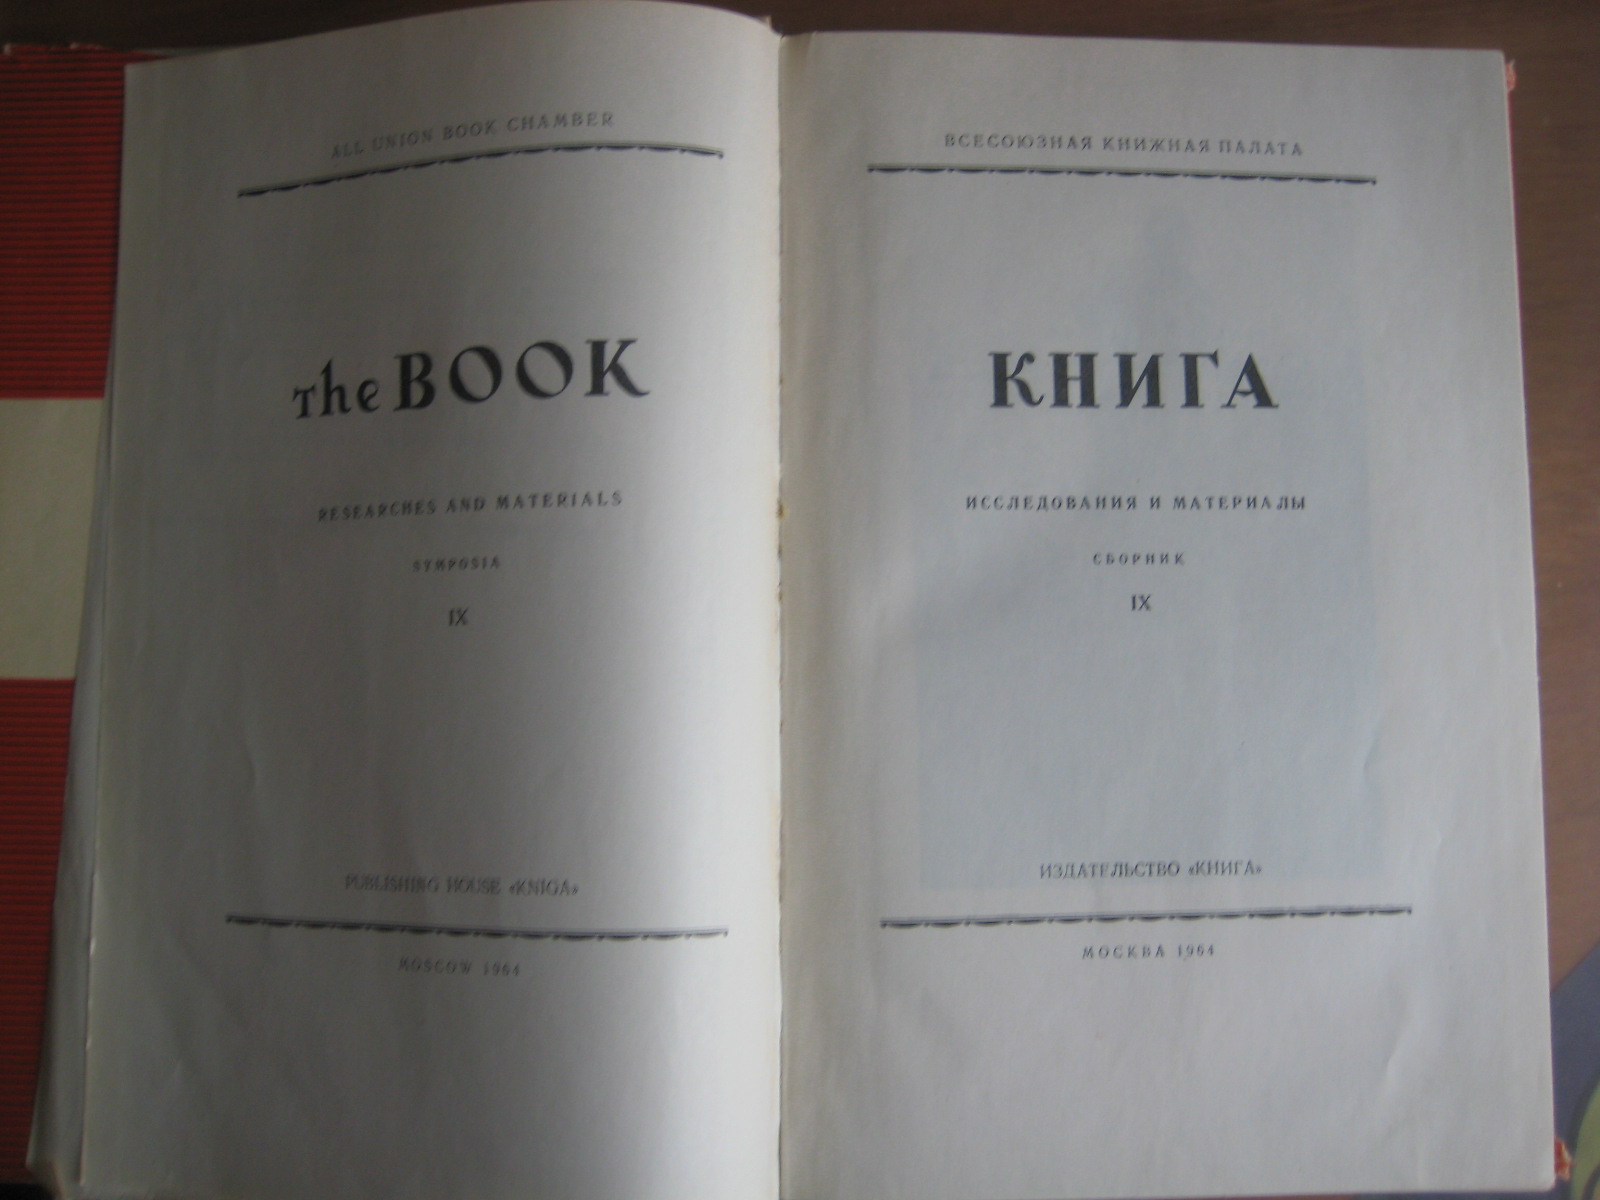 ALL UNION BOOK CHAMBER
the BOOK
RESEARCHES AND MATERIALS
SYMPOSIA
IX
PUBLISHING HOUSE «KNIGA»
MOSCOW 1964
ВСЕСОЮЗНАЯ КНИЖНАЯ ПАЛАТА
КНИГА
ИССЛЕДОВАНИЯ И МАТЕРИАЛЫ
СБОРНИК
IX
ИЗДАТЕЛЬСТВО «КНИГА»
МОСКВА 1964